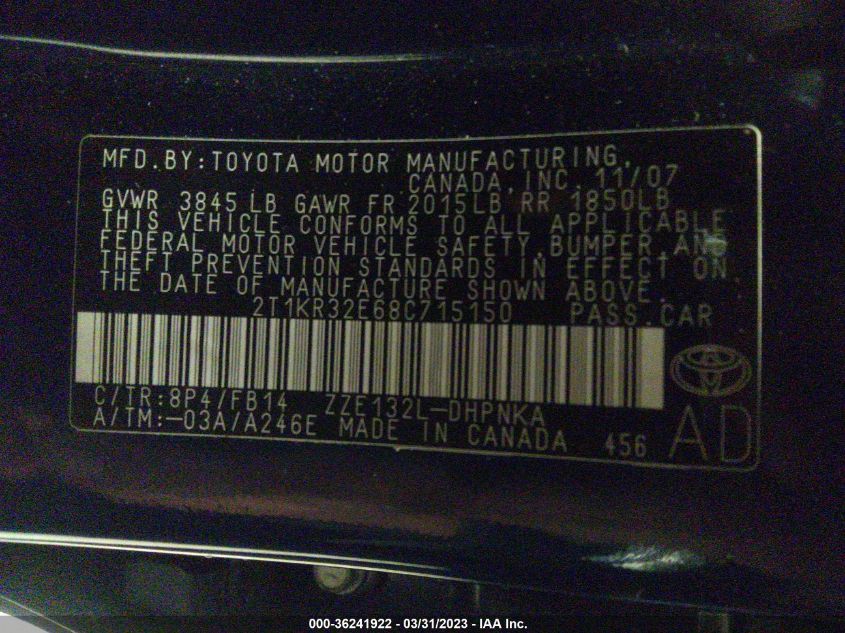 MFD.BY:TOYOTA MOTOR MANUFACTURING,
CANADA,INC. 11/07
GVWR 3845 LB GAWR FR 2015LB RR 1850LB
THIS VEHICLE CONFORMS TO ALL APPLICABLE
FEDERAL MOTOR VEHICLE SAFETY,BUMPER,AND
THEFT PREVENTION STANDARDS IN EFFECT ON
THE DATE OF MANUFACTURE SHOWN ABOVE.
2T1KR32E68C715150 PASS.CAR
C/TR:8P4/FB14 ZZE132L-DHPNKA
A/TM:-03A/A246E MADE IN CANADA 456 AD
000-36241922 - 03/31/2023 - IAA Inc.